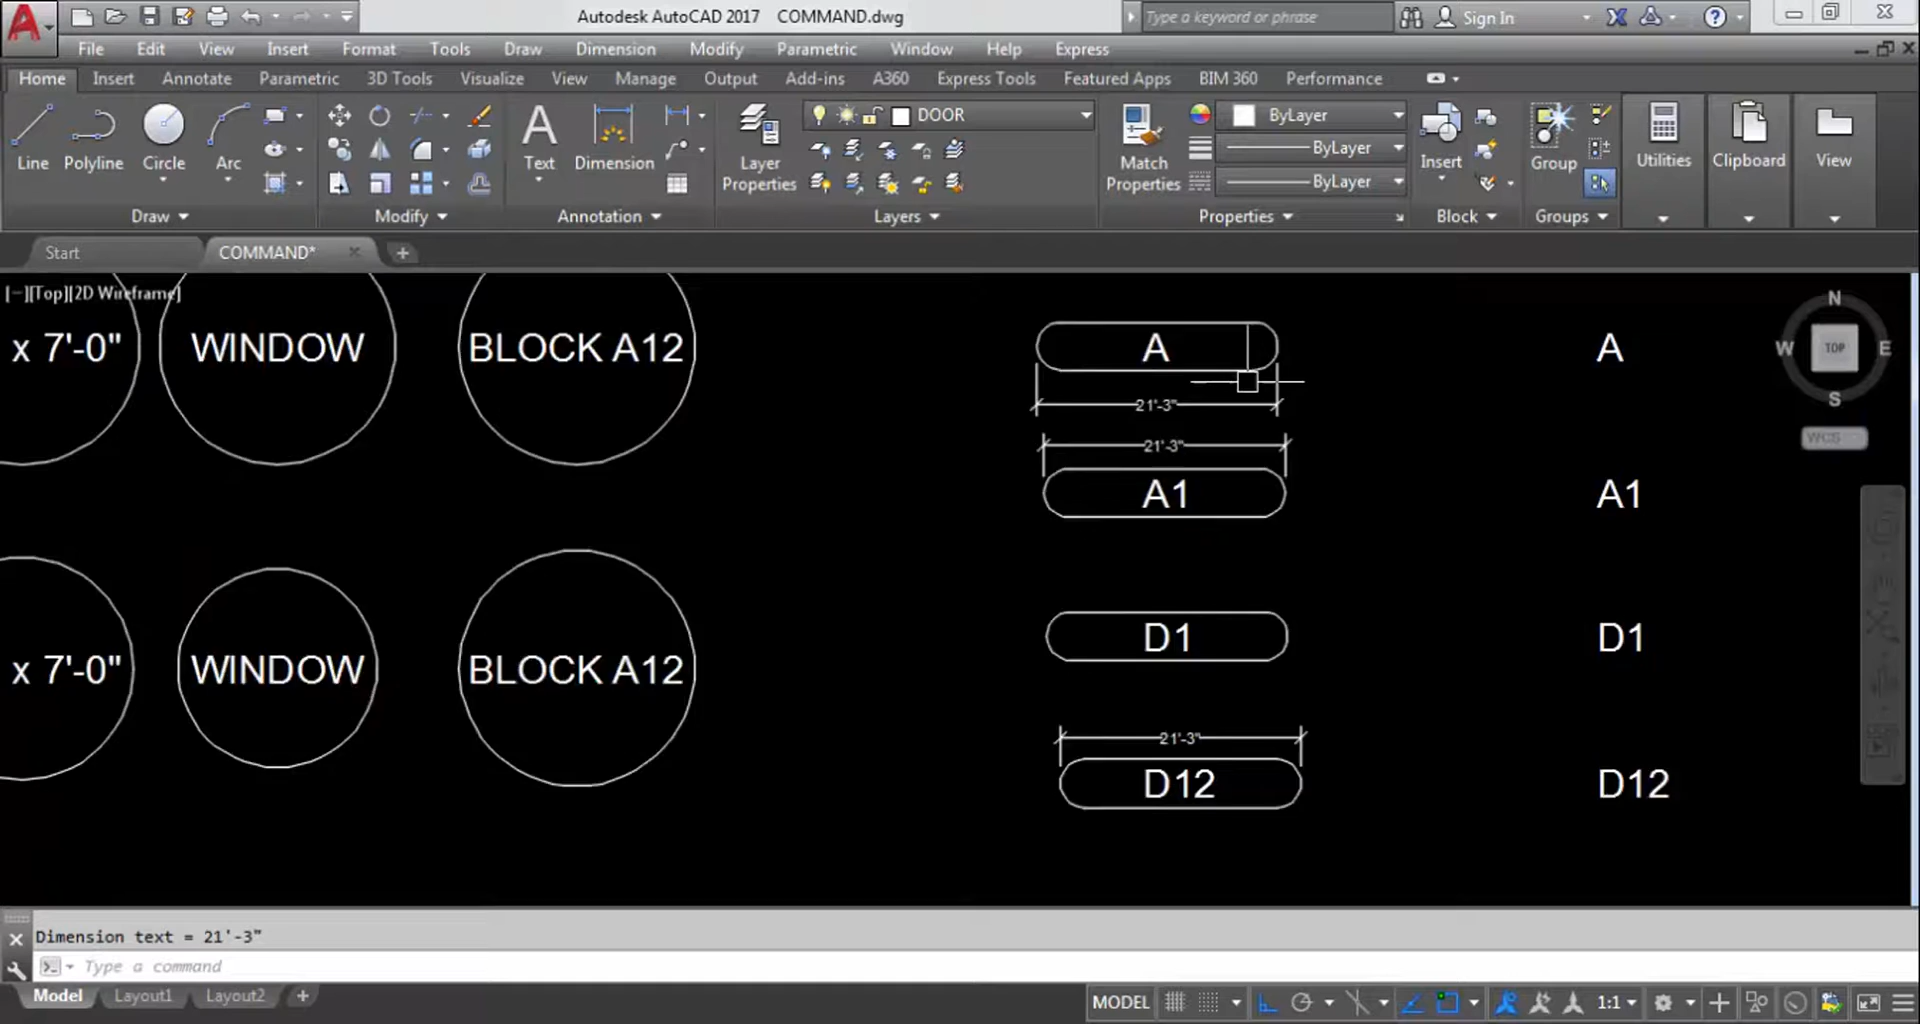 Autodesk AutoCAD 2017 COMMAND.dwg
Type a keyword or phrase
Sign In
File Edit View Insert Format Tools Draw Dimension Modify Parametric Window Help Express
Home Insert Annotate Parametric 3D Tools Visualize View Manage Output Add-ins A360 Express Tools Featured Apps BIM 360 Performance
DOOR
ByLayer
ByLayer
ByLayer
Line Polyline Circle Arc
Text Dimension
Layer Properties
Match Properties
Insert
Group
Utilities Clipboard View
Draw Modify Annotation Layers Properties Block Groups
Start COMMAND*
[−][Top][2D Wireframe]
x 7'-0" WINDOW BLOCK A12 A A
N
W TOP E
S
WCS
21'-3"
21'-3"
A1 A1
D1 D1
x 7'-0" WINDOW BLOCK A12
21'-3"
D12 D12
Dimension text = 21'-3"
Type a command
Model Layout1 Layout2
MODEL 1:1